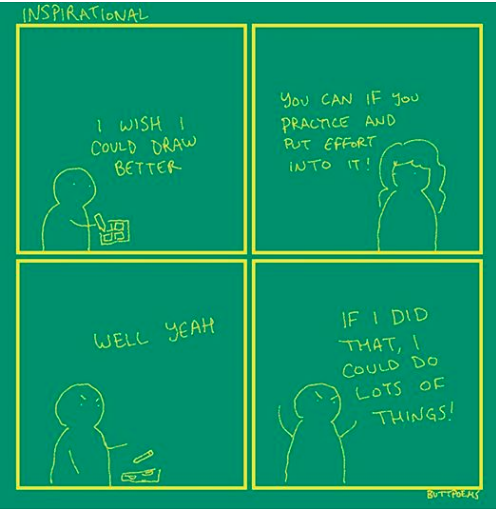 INSPIRATIONAL
I WISH I
COULD DRAW
BETTER
YOU CAN IF YOU
PRACTICE AND
PUT EFFORT
INTO IT!
WELL YEAH
IF I DID
THAT, I
COULD DO
LOTS OF
THINGS!
BUTTPOEMS